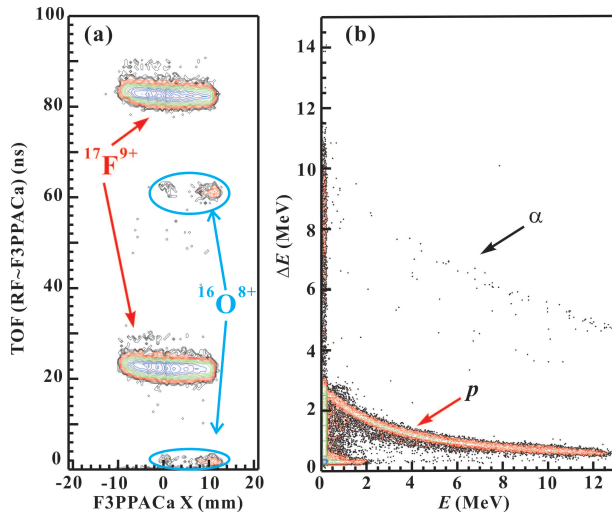 (a)
(b)
TOF (RF~F3PPACa) (ns)
100
80
60
40
20
0
¹⁷F⁹⁺
¹⁶O⁸⁺
-20
-10
0
10
20
F3PPACa X (mm)
ΔE (MeV)
14
12
10
8
6
4
2
0
α
p
0
2
4
6
8
10
12
E (MeV)